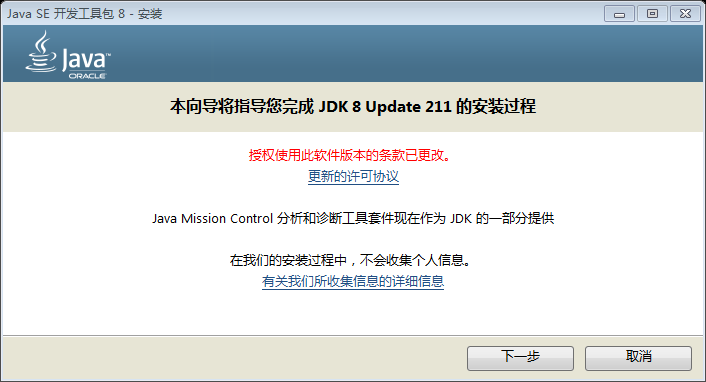 Java SE 开发工具包 8 - 安装
Java™
ORACLE
本向导将指导您完成 JDK 8 Update 211 的安装过程
授权使用此软件版本的条款已更改。
更新的许可协议
Java Mission Control 分析和诊断工具套件现在作为 JDK 的一部分提供
在我们的安装过程中，不会收集个人信息。
有关我们所收集信息的详细信息
下一步
取消